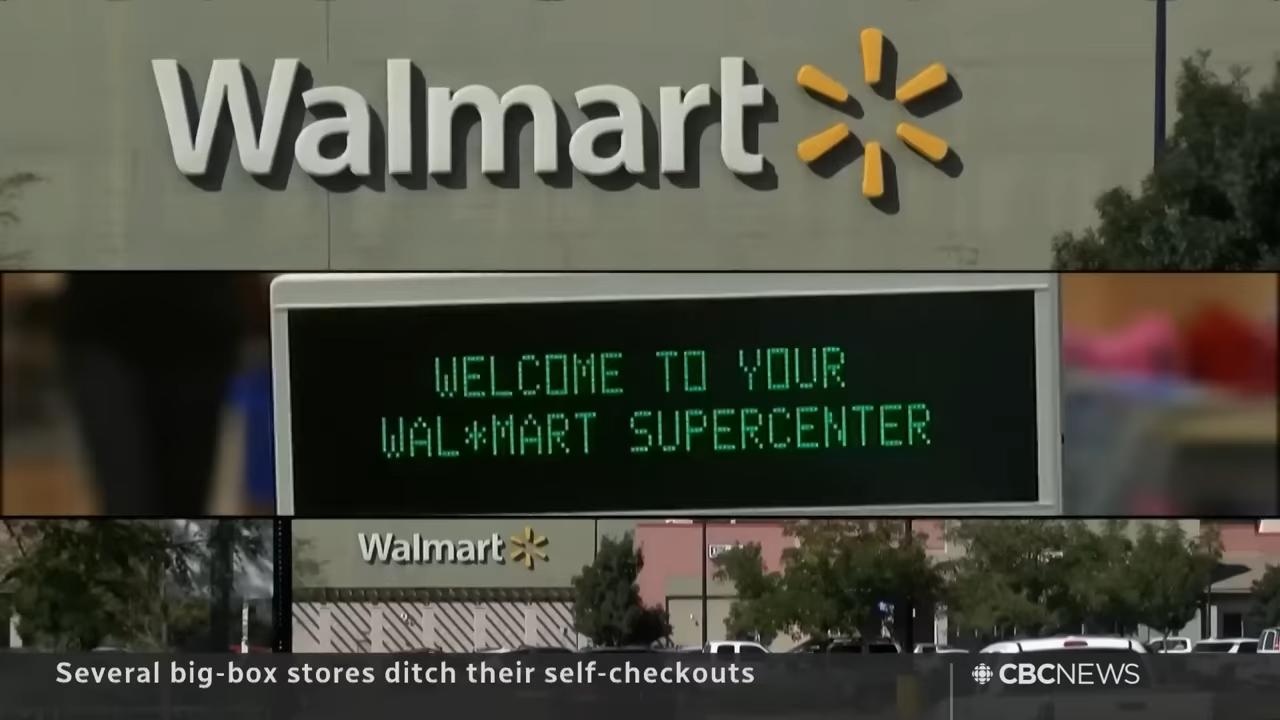 Walmart
WELCOME TO YOUR
WAL*MART SUPERCENTER
Walmart
Several big-box stores ditch their self-checkouts
CBCNEWS